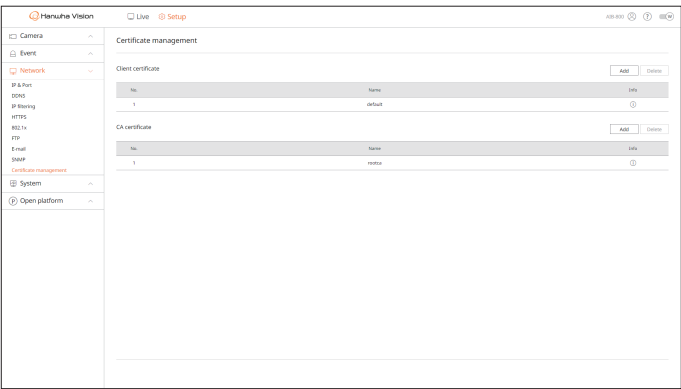 Hanwha Vision
Live
Setup
AIB-800
Camera
Event
Network
IP & Port
DDNS
IP filtering
HTTPS
802.1x
FTP
E-mail
SNMP
Certificate management
System
Open platform
Certificate management
Client certificate
Add
Delete
No.
Name
Info
1
default
CA certificate
Add
Delete
No.
Name
Info
1
rootca